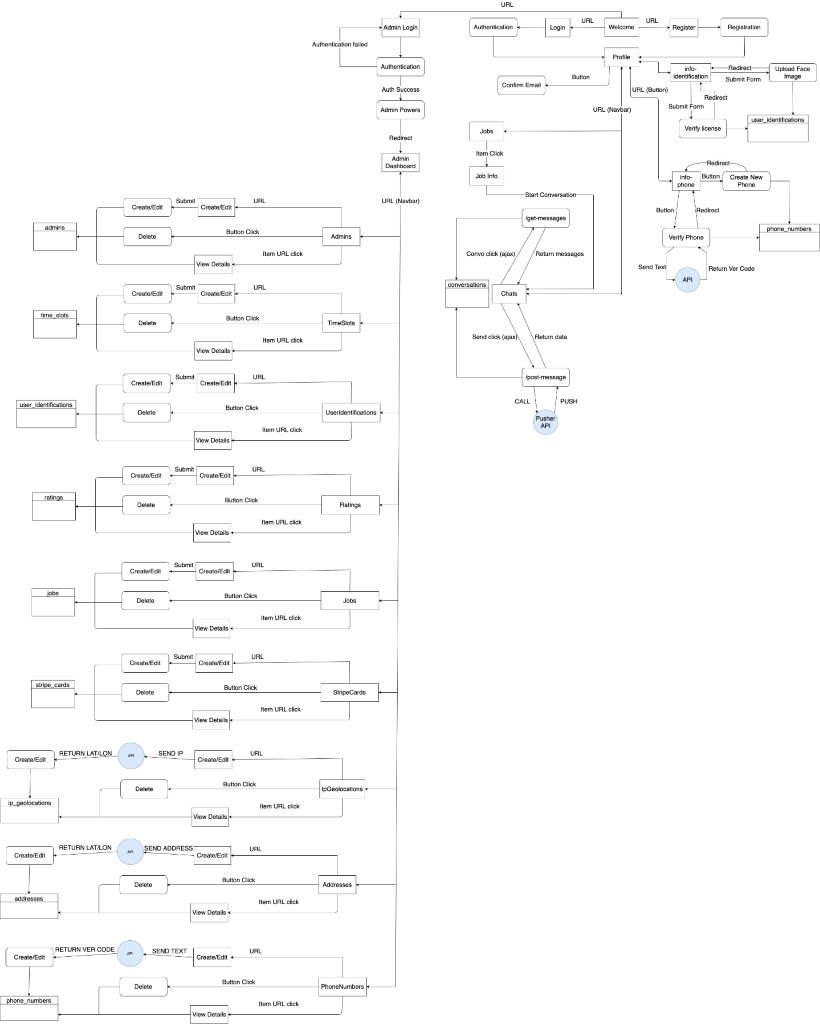 URL
Admin Login
Authentication
Login
URL
Welcome
URL
Register
Registration
Authentication failed
Authentication
Profile
info-
identification
Redirect
Submit Form
Upload Face
Image
Auth Success
Confirm Email
Button
URL (Button)
Submit Form
Redirect
Admin Powers
URL (Navbar)
Verify license
user_identifications
Redirect
Jobs
Item Click
Admin
Dashboard
Job Info
Redirect
info-
phone
Button
Create New
Phone
URL (Navbar)
Start Conversation
Button
Redirect
Create/Edit
Submit
Create/Edit
URL
admins
Delete
Button Click
Admins
Item URL click
View Details
/get-messages
Verify Phone
phone_numbers
Convo click (ajax)
Return messages
Send Text
API
Return Ver Code
conversations
Chats
Create/Edit
Submit
Create/Edit
URL
time_slots
Delete
Button Click
TimeSlots
Item URL click
View Details
Send click (ajax)
Return data
/post-message
CALL
PUSH
Pusher
API
Create/Edit
Submit
Create/Edit
URL
user_identifications
Delete
Button Click
UserIdentifications
Item URL click
View Details
Create/Edit
Submit
Create/Edit
URL
ratings
Delete
Button Click
Ratings
Item URL click
View Details
Create/Edit
Submit
Create/Edit
URL
jobs
Delete
Button Click
Jobs
Item URL click
View Details
Create/Edit
Submit
Create/Edit
URL
stripe_cards
Delete
Button Click
StripeCards
Item URL click
View Details
Create/Edit
RETURN LAT/LON
API
SEND IP
Create/Edit
URL
Delete
Button Click
IpGeolocations
ip_geolocations
Item URL click
View Details
Create/Edit
RETURN LAT/LON
API
SEND ADDRESS
Create/Edit
URL
Delete
Button Click
Addresses
addresses
Item URL click
View Details
Create/Edit
RETURN VER CODE
API
SEND TEXT
Create/Edit
URL
Delete
Button Click
PhoneNumbers
phone_numbers
Item URL click
View Details